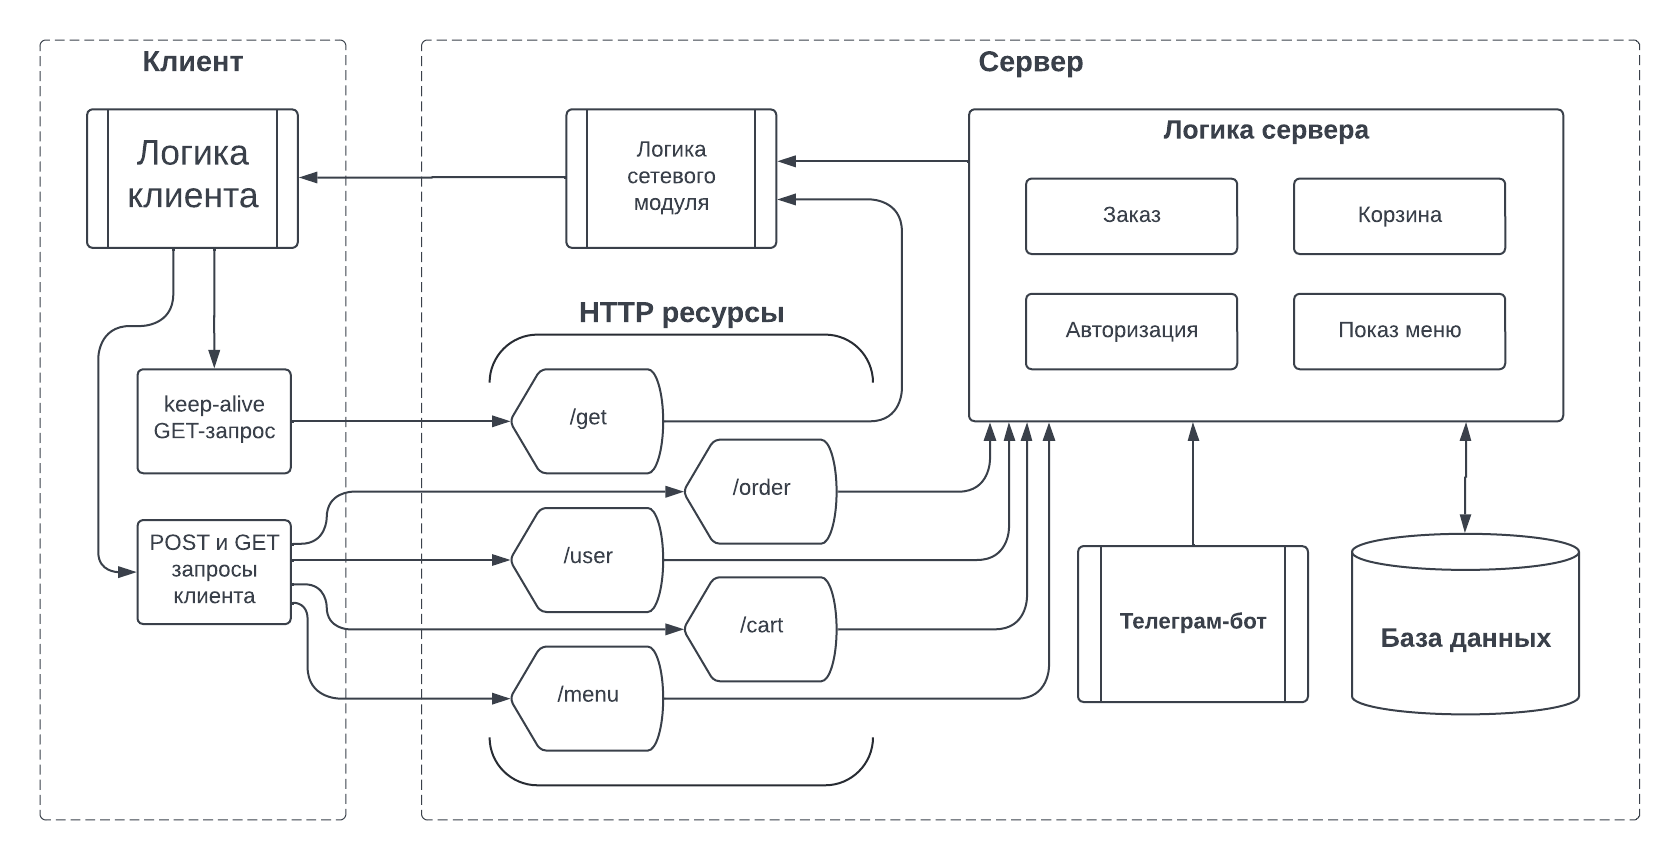 Клиент
Логика
клиента
keep-alive
GET-запрос
POST и GET
запросы
клиента
Сервер
Логика
сетевого
модуля
HTTP ресурсы
/get
/order
/user
/cart
/menu
Логика сервера
Заказ
Корзина
Авторизация
Показ меню
Телеграм-бот
База данных